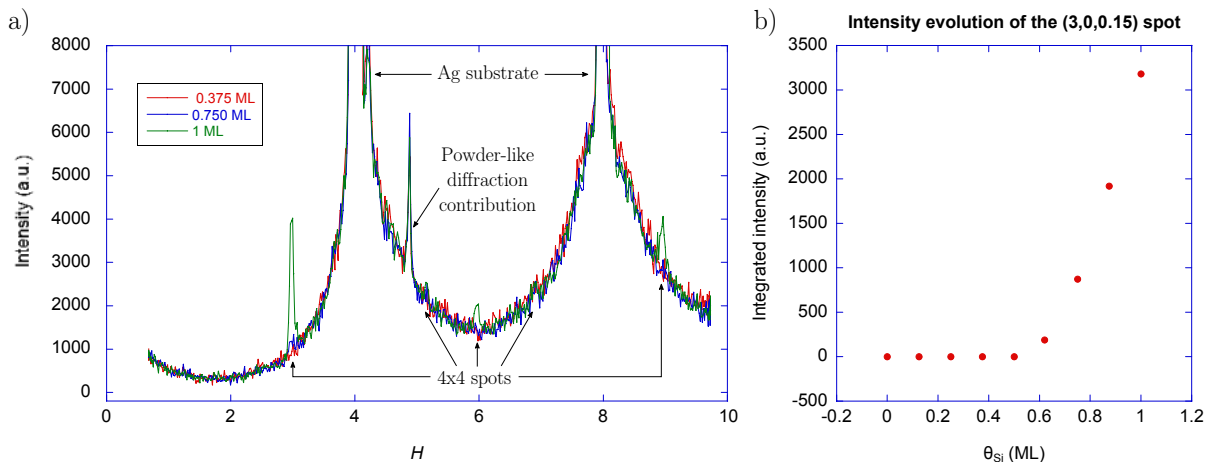 a)
8000
7000
6000
5000
4000
3000
2000
1000
0
Intensity (a.u.)
0.375 ML
0.750 ML
1 ML
Ag substrate
Powder-like
diffraction
contribution
4x4 spots
0 2 4 6 8 10
H
b)
Intensity evolution of the (3,0,0.15) spot
3500
3000
2500
2000
1500
1000
500
0
-500
Integrated intensity (a.u.)
-0.2 0 0.2 0.4 0.6 0.8 1 1.2
θSi (ML)